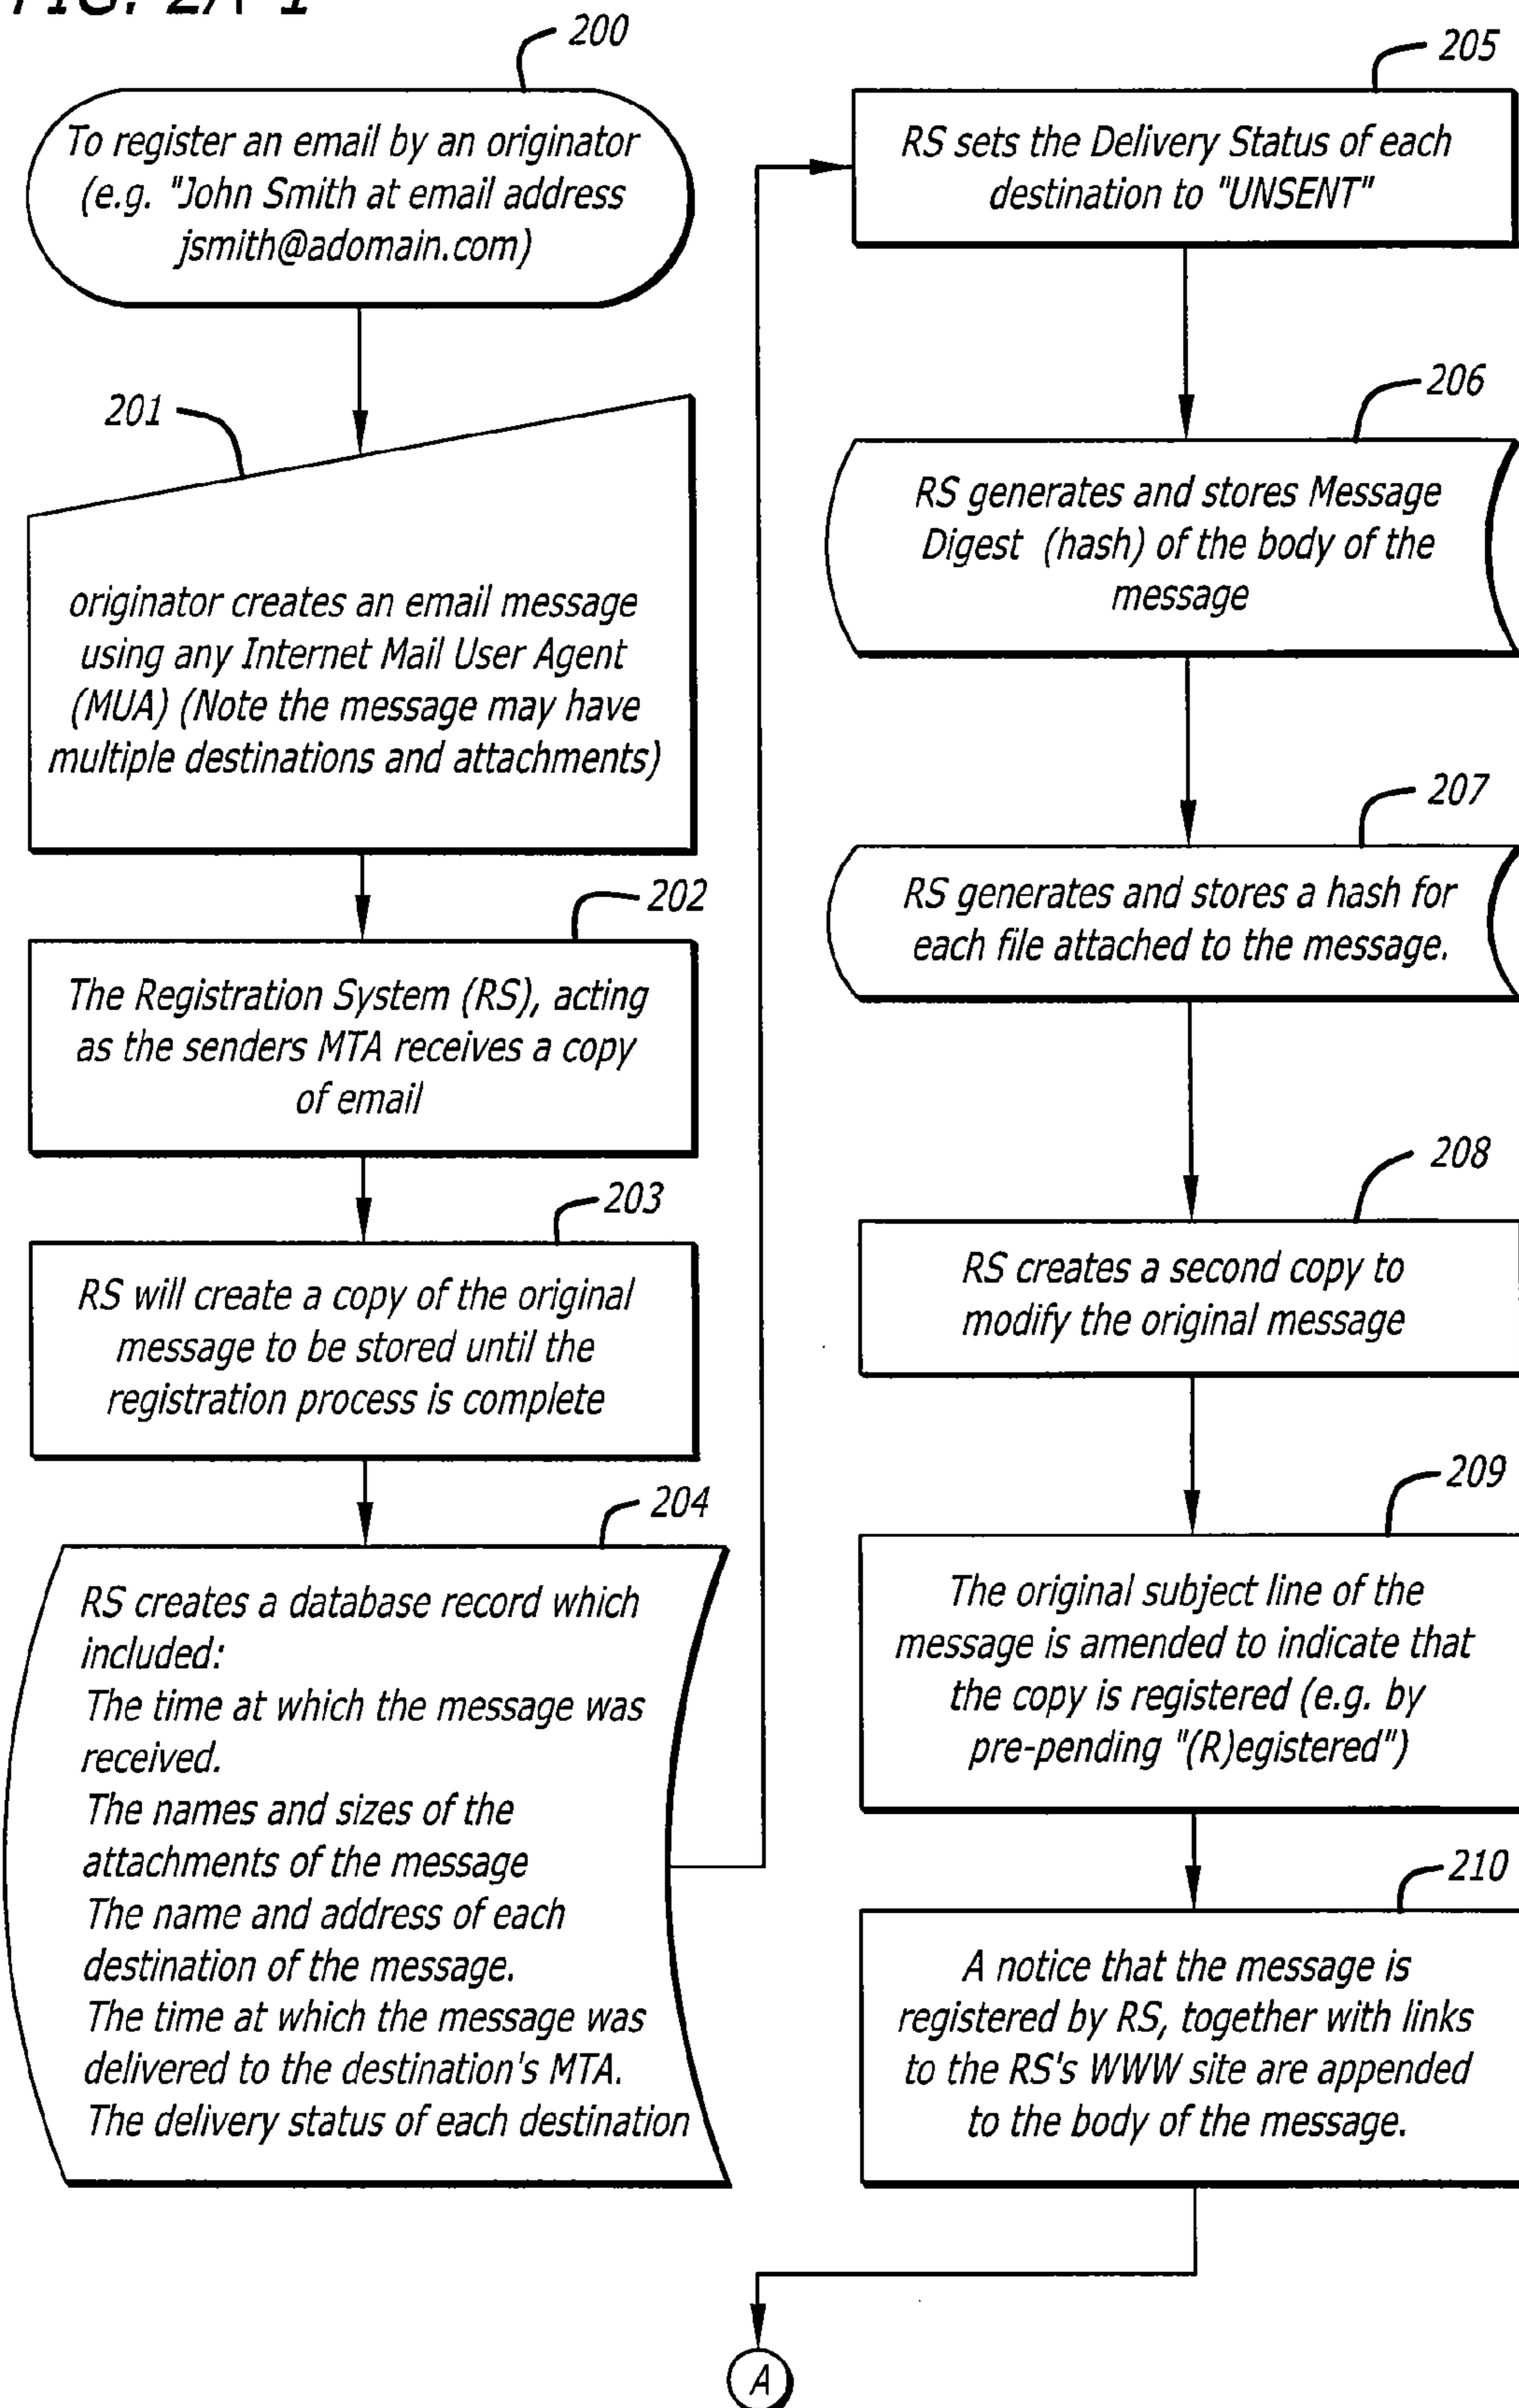 FIG. 2A-1
200
To register an email by an originator
(e.g. "John Smith at email address
jsmith@adomain.com)
201
originator creates an email message
using any Internet Mail User Agent
(MUA) (Note the message may have
multiple destinations and attachments)
202
The Registration System (RS), acting
as the senders MTA receives a copy
of email
203
RS will create a copy of the original
message to be stored until the
registration process is complete
204
RS creates a database record which
included:
The time at which the message was
received.
The names and sizes of the
attachments of the message
The name and address of each
destination of the message.
The time at which the message was
delivered to the destination's MTA.
The delivery status of each destination
205
RS sets the Delivery Status of each
destination to "UNSENT"
206
RS generates and stores Message
Digest (hash) of the body of the
message
207
RS generates and stores a hash for
each file attached to the message.
208
RS creates a second copy to
modify the original message
209
The original subject line of the
message is amended to indicate that
the copy is registered (e.g. by
pre-pending "(R)egistered")
210
A notice that the message is
registered by RS, together with links
to the RS's WWW site are appended
to the body of the message.
A